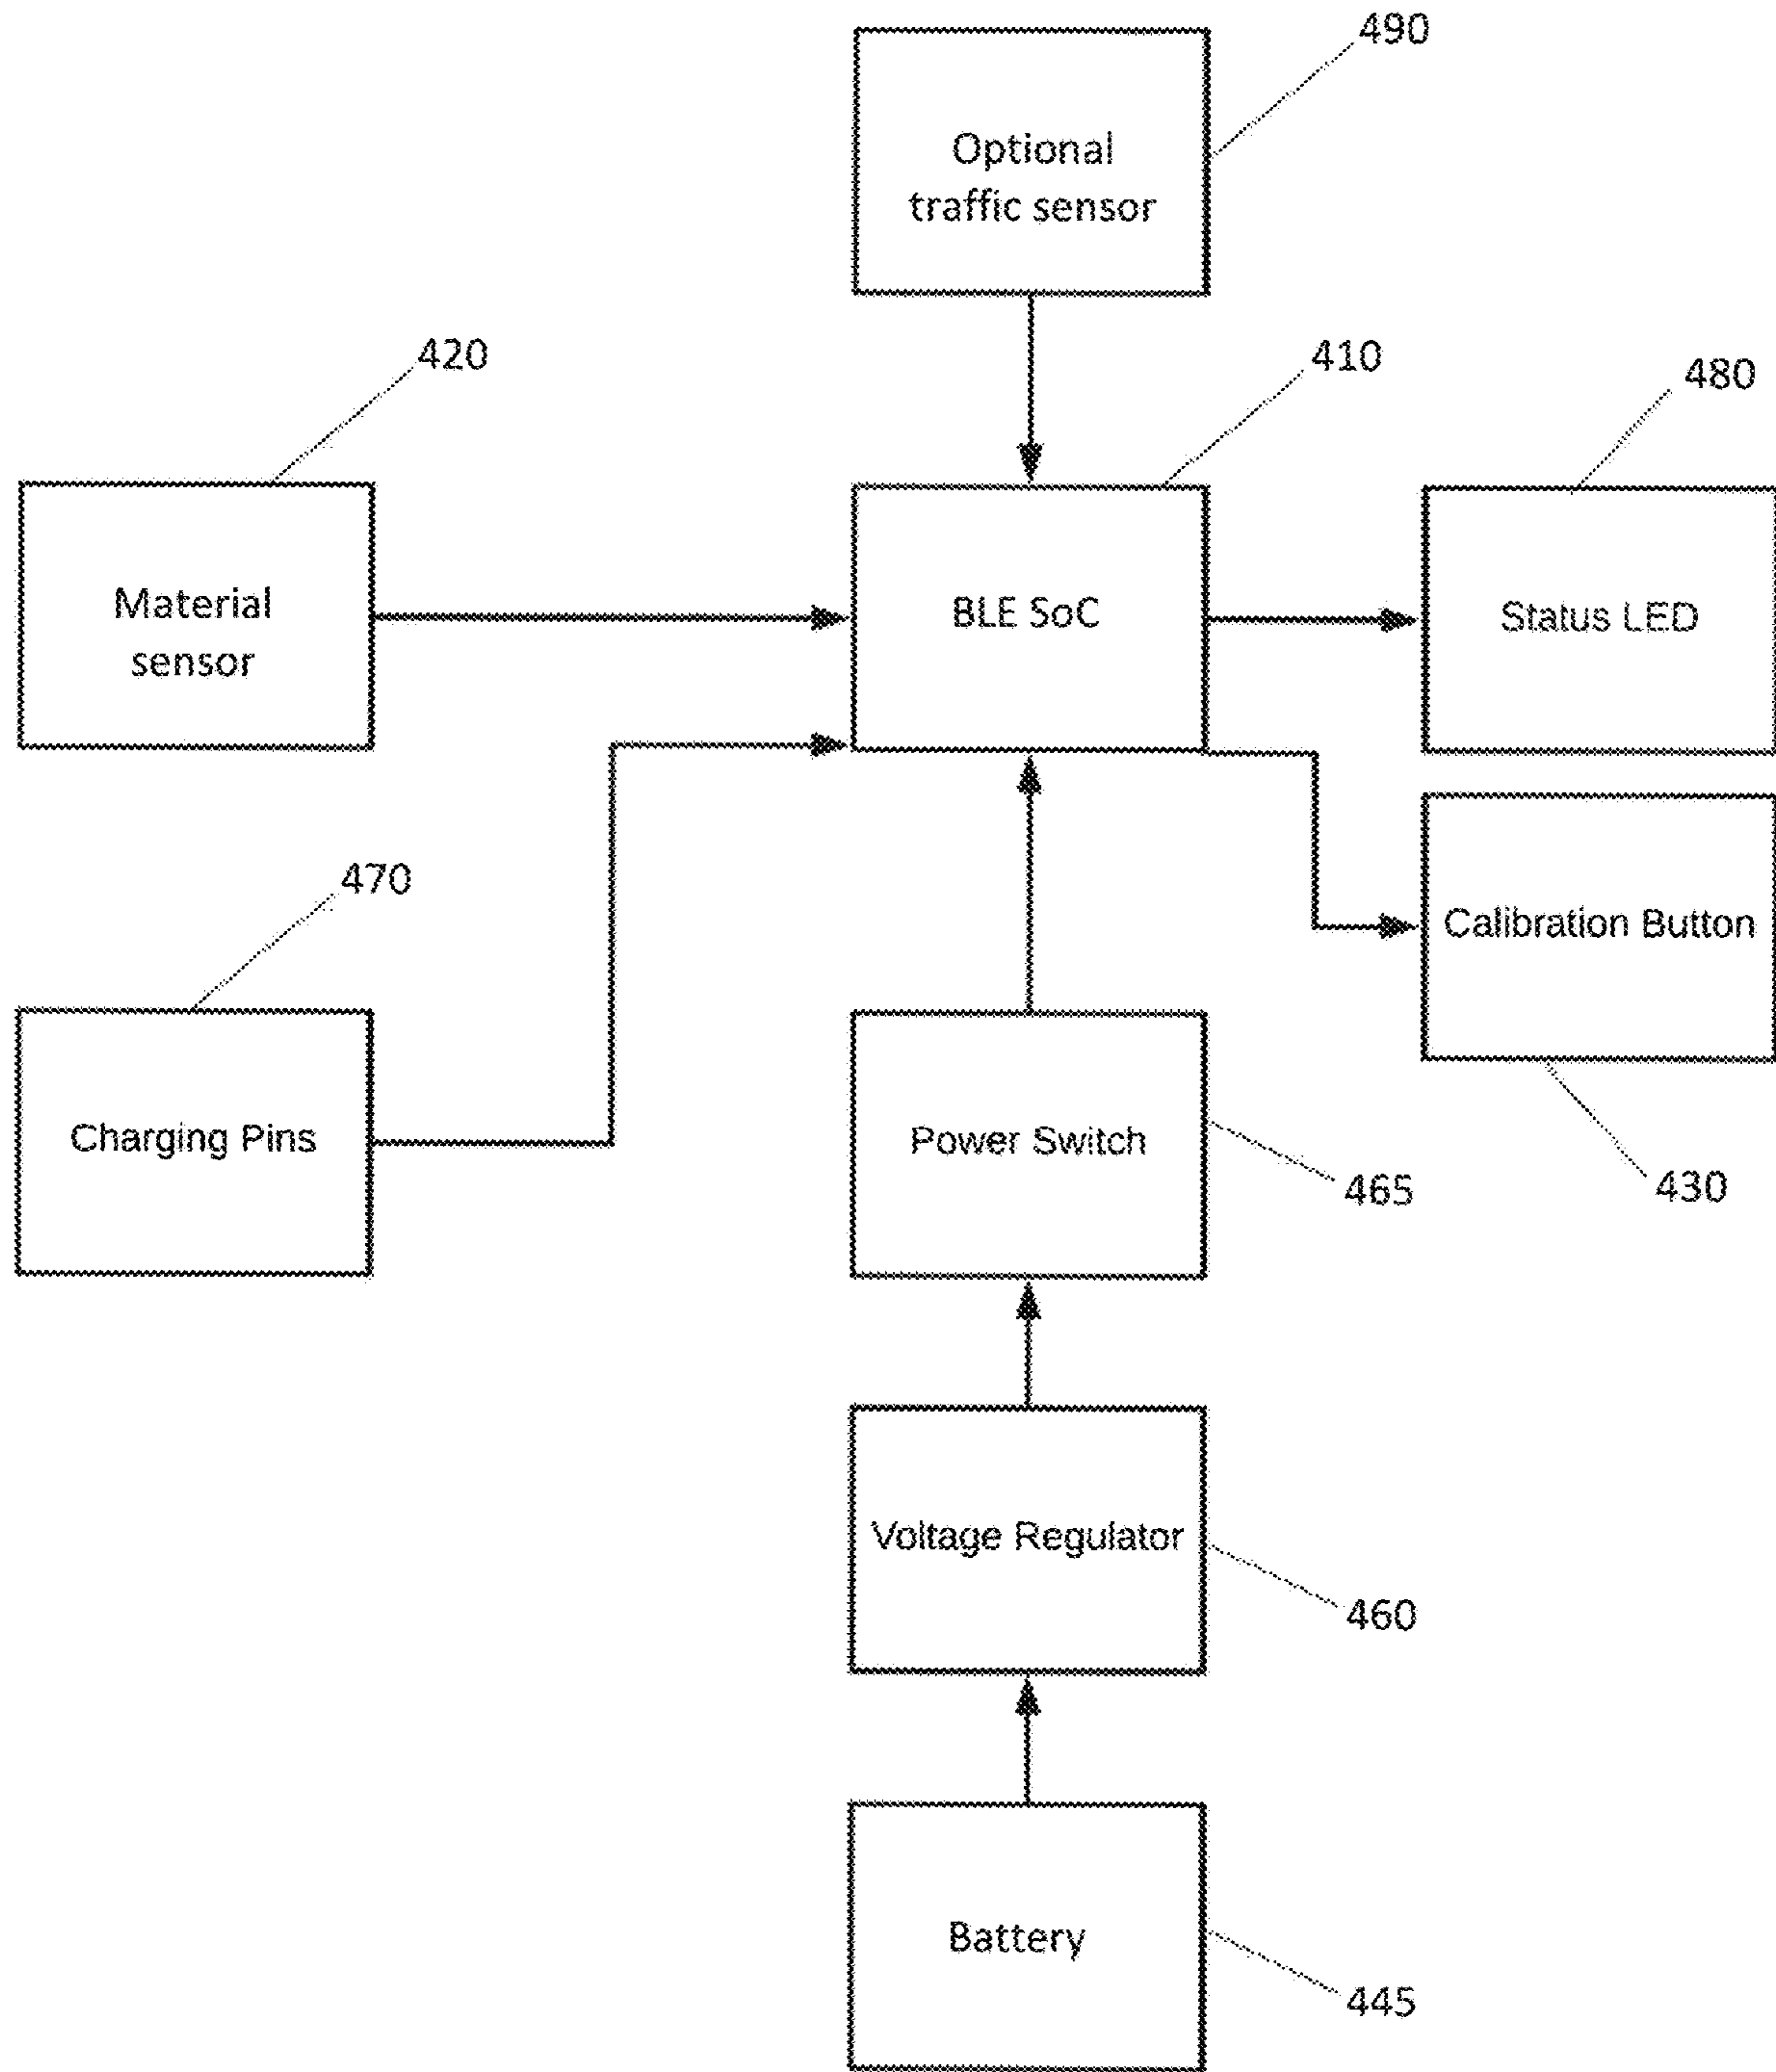 490
Optional
traffic sensor
420
410
480
Material
sensor
BLE SoC
Status LED
470
Calibration Button
Charging Pins
Power Switch
465
430
Voltage Regulator
460
Battery
445